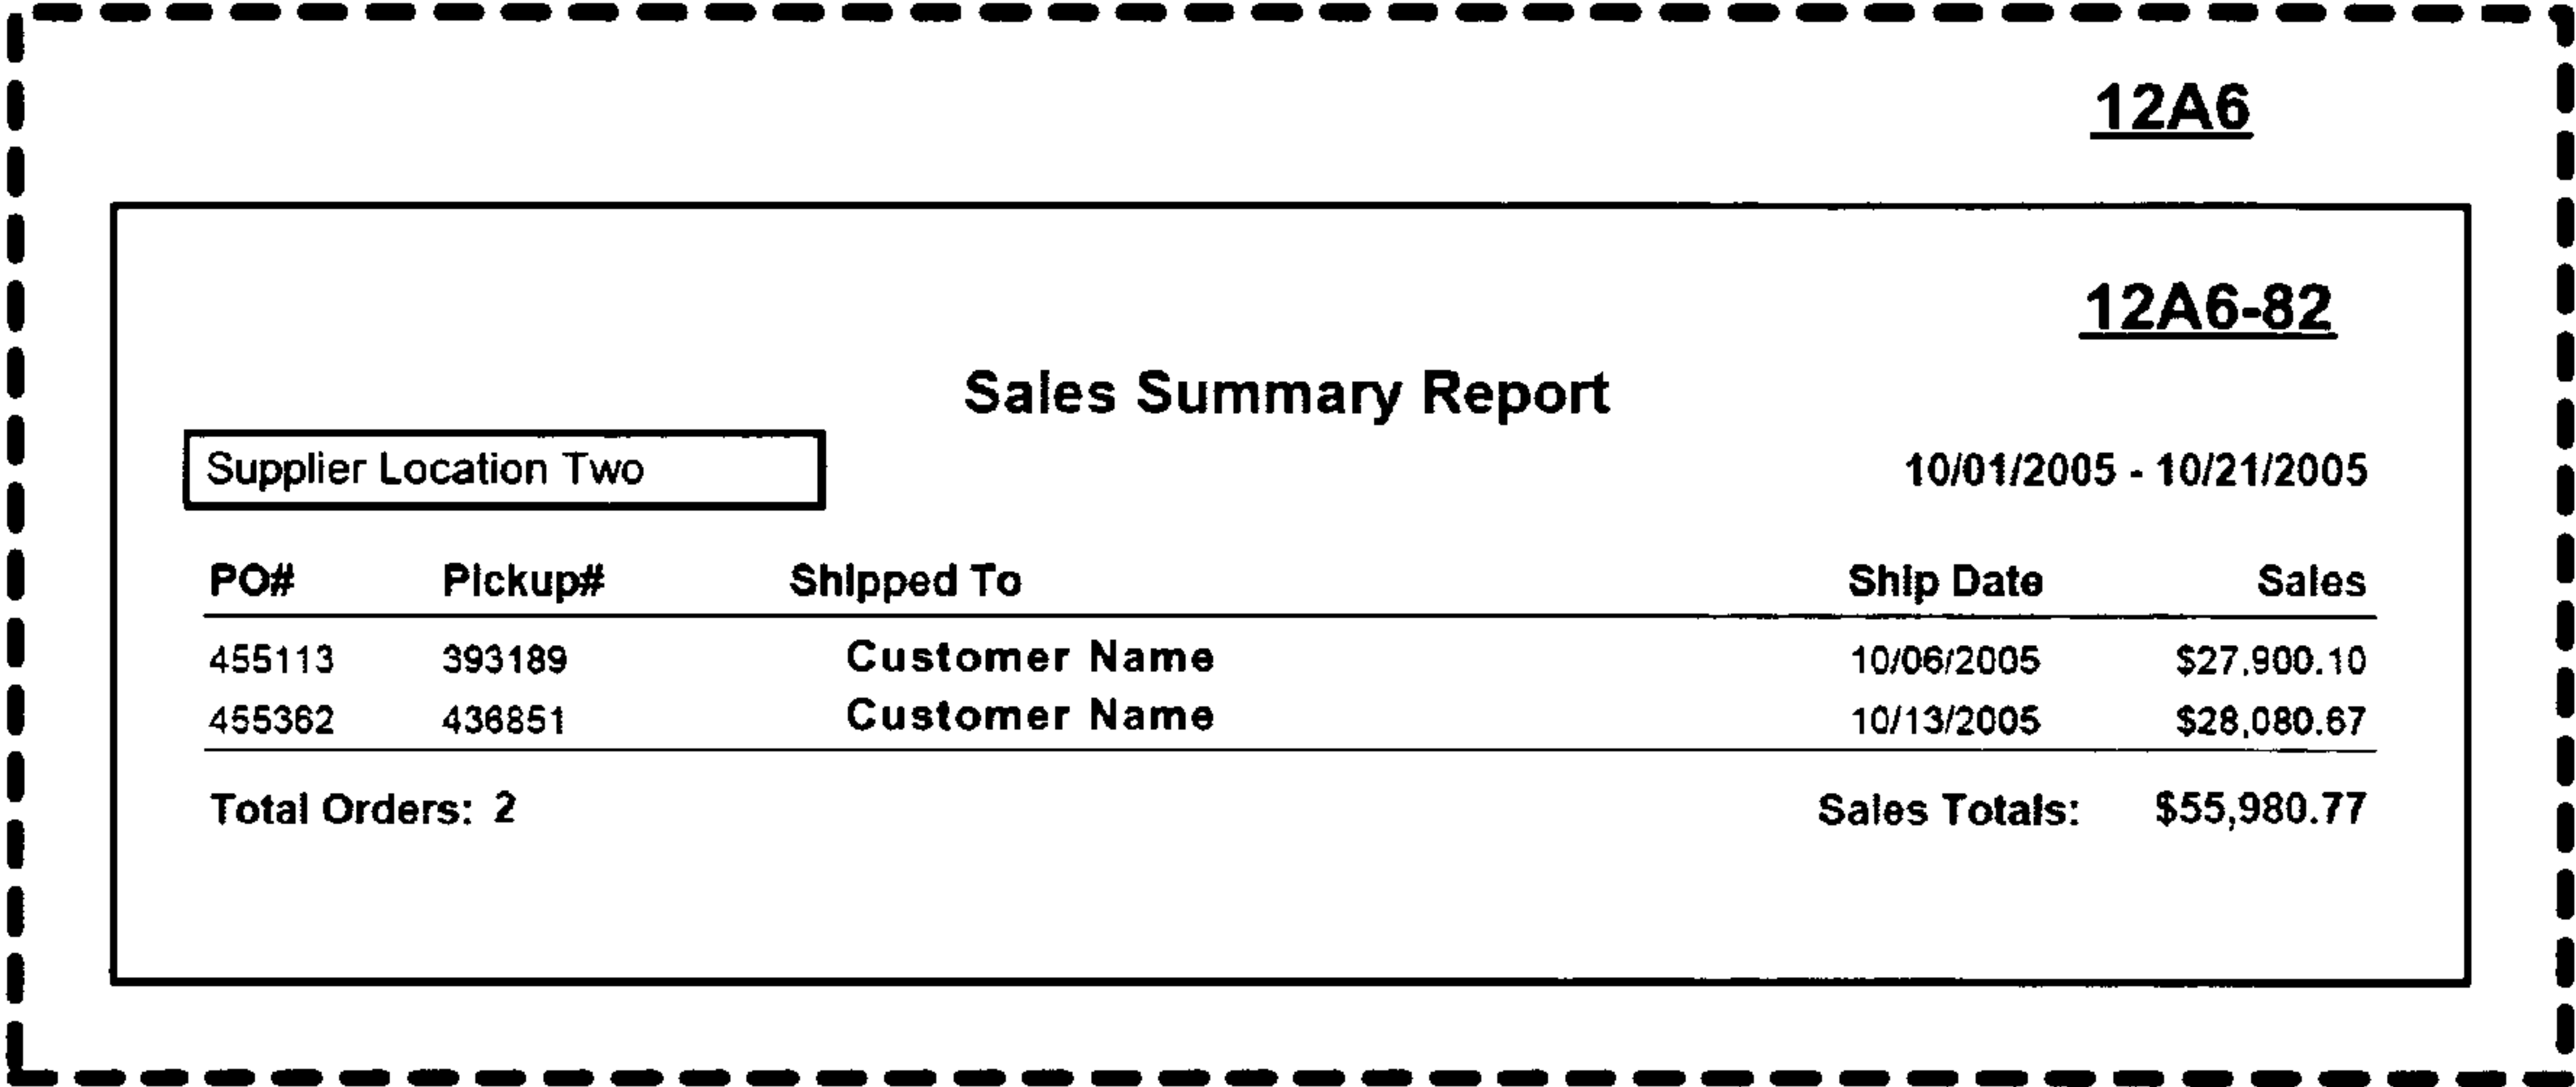 12A6
12A6-82
Sales Summary Report
Supplier Location Two 10/01/2005 - 10/21/2005
PO# Pickup# Shipped To Ship Date Sales
455113 393189 Customer Name 10/06/2005 $27,900.10
455362 436851 Customer Name 10/13/2005 $28,080.67
Total Orders: 2 Sales Totals: $55,980.77